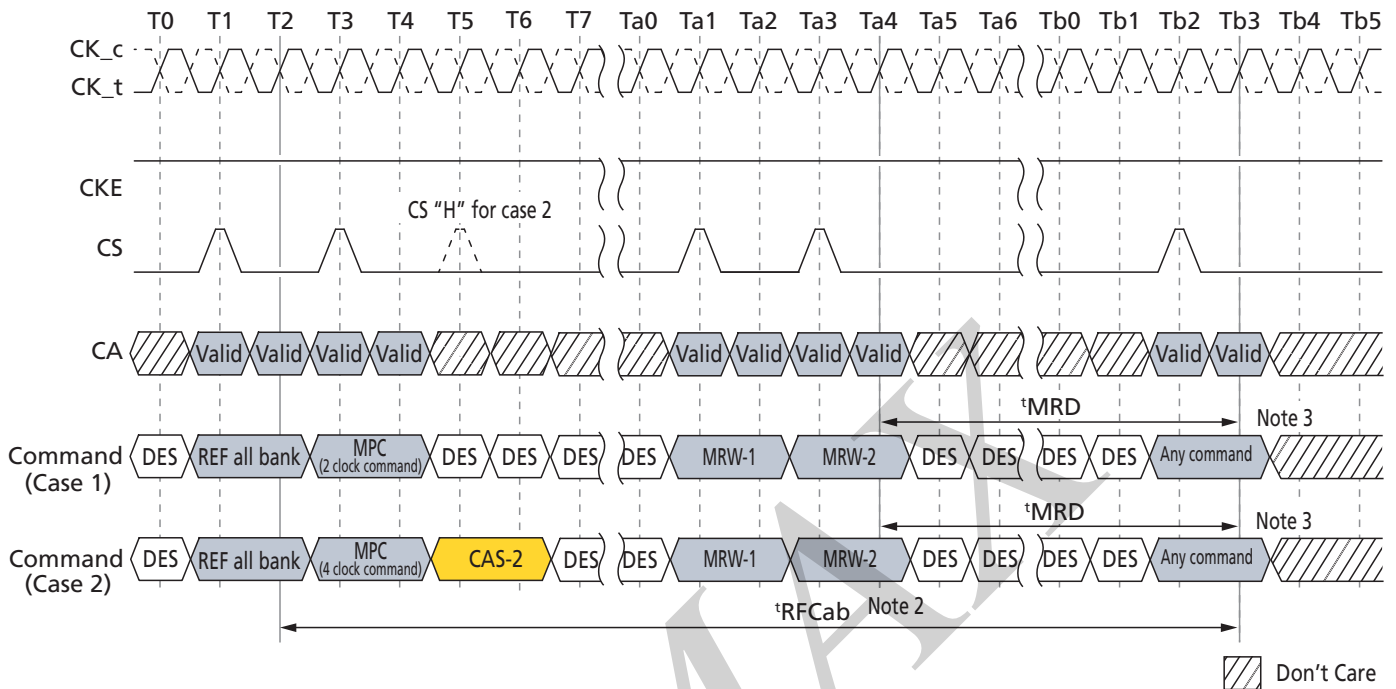 T0 T1 T2 T3 T4 T5 T6 T7 Ta0 Ta1 Ta2 Ta3 Ta4 Ta5 Ta6 Tb0 Tb1 Tb2 Tb3 Tb4 Tb5
CK_c
CK_t
CKE
CS "H" for case 2
CS
CA Valid Valid Valid Valid Valid Valid Valid Valid Valid Valid
tMRD Note 3
Command (Case 1) DES REF all bank MPC (2 clock command) DES DES DES DES MRW-1 MRW-2 DES DES DES DES Any command
tMRD Note 3
Command (Case 2) DES REF all bank MPC (4 clock command) CAS-2 DES DES MRW-1 MRW-2 DES DES DES DES Any command
tRFCab Note 2
Don't Care